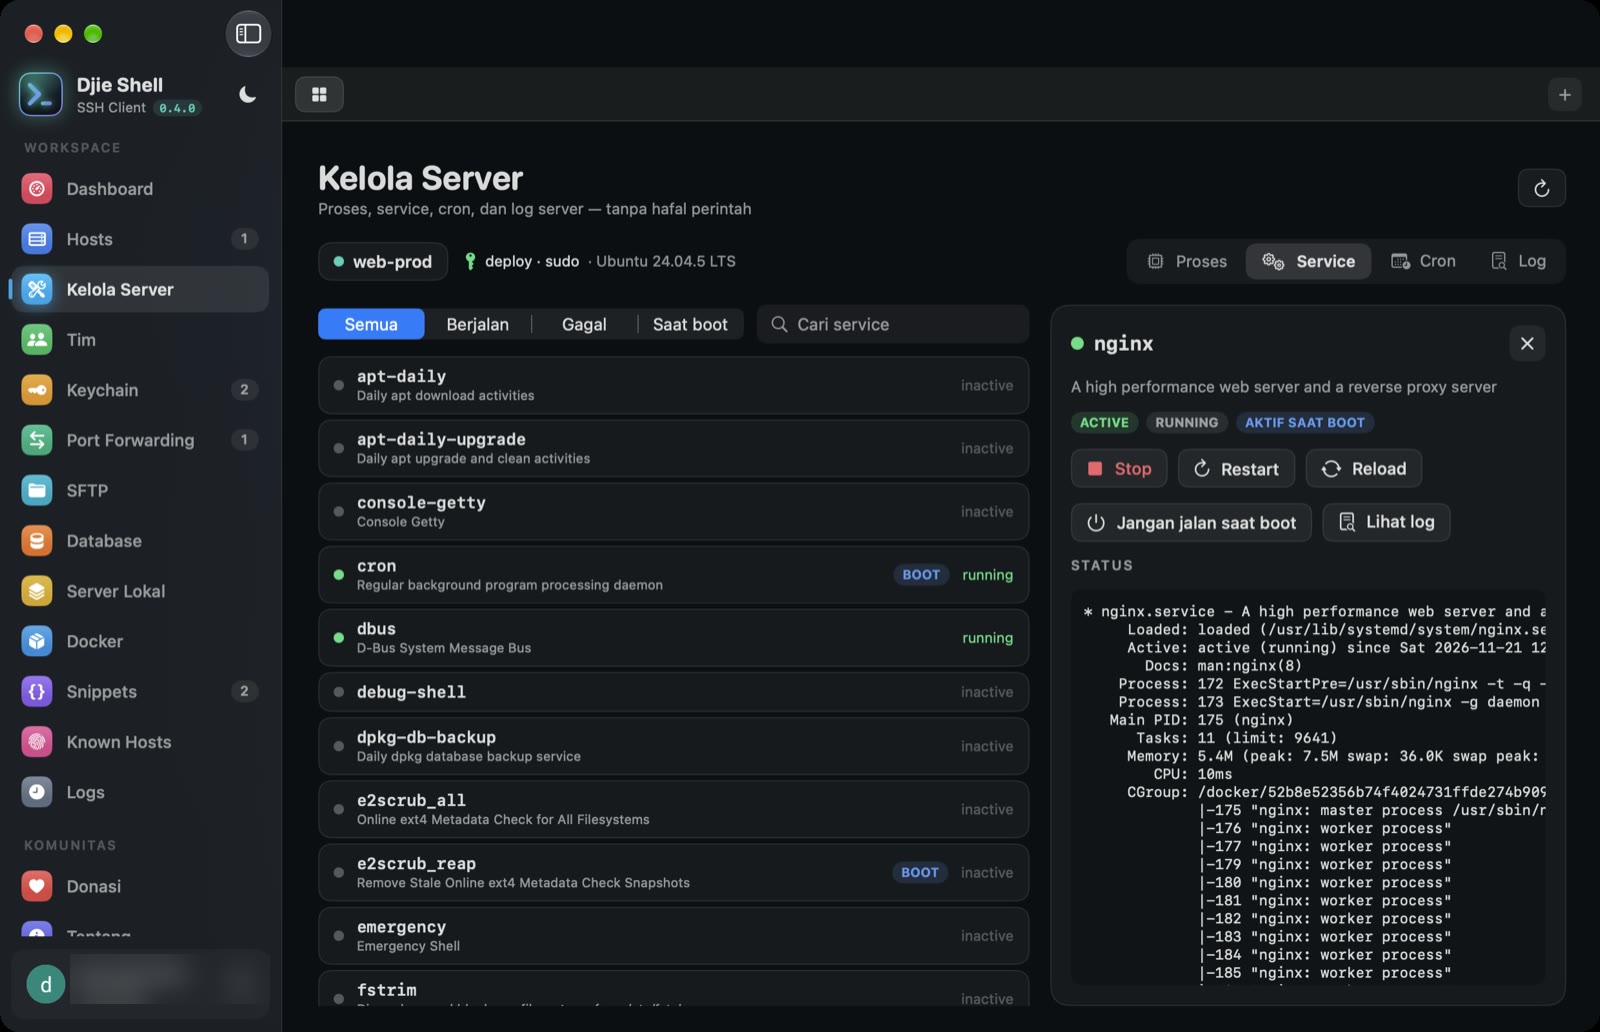 Djie Shell
SSH Client 0.4.0
WORKSPACE
Dashboard
Hosts 1
Kelola Server
Tim
Keychain 2
Port Forwarding 1
SFTP
Database
Server Lokal
Docker
Snippets 2
Known Hosts
Logs
KOMUNITAS
Donasi
Tentang
d
Kelola Server
Proses, service, cron, dan log server — tanpa hafal perintah
web-prod deploy · sudo · Ubuntu 24.04.5 LTS
Proses Service Cron Log
Semua Berjalan Gagal Saat boot Cari service
apt-daily
Daily apt download activities
inactive
apt-daily-upgrade
Daily apt upgrade and clean activities
inactive
console-getty
Console Getty
inactive
cron
Regular background program processing daemon
BOOT running
dbus
D-Bus System Message Bus
running
debug-shell inactive
dpkg-db-backup
Daily dpkg database backup service
inactive
e2scrub_all
Online ext4 Metadata Check for All Filesystems
inactive
e2scrub_reap
Remove Stale Online ext4 Metadata Check Snapshots
BOOT inactive
emergency
Emergency Shell
inactive
fstrim
inactive
nginx
A high performance web server and a reverse proxy server
ACTIVE RUNNING AKTIF SAAT BOOT
Stop Restart Reload
Jangan jalan saat boot Lihat log
STATUS
* nginx.service - A high performance web server and a
Loaded: loaded (/usr/lib/systemd/system/nginx.se
Active: active (running) since Sat 2026-11-21 12
Docs: man:nginx(8)
Process: 172 ExecStartPre=/usr/sbin/nginx -t -q -
Process: 173 ExecStart=/usr/sbin/nginx -g daemon
Main PID: 175 (nginx)
Tasks: 11 (limit: 9641)
Memory: 5.4M (peak: 7.5M swap: 36.0K swap peak:
CPU: 10ms
CGroup: /docker/52b8e52356b74f4024731ffde274b909
|-175 "nginx: master process /usr/sbin/n
|-176 "nginx: worker process"
|-177 "nginx: worker process"
|-179 "nginx: worker process"
|-180 "nginx: worker process"
|-181 "nginx: worker process"
|-182 "nginx: worker process"
|-183 "nginx: worker process"
|-184 "nginx: worker process"
|-185 "nginx: worker process"